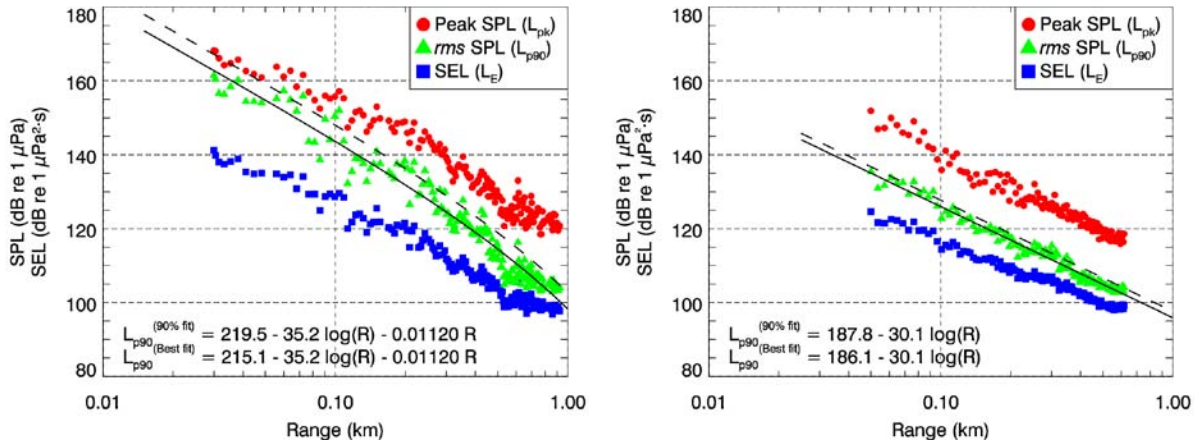 180
160
140
120
100
80
SPL (dB re 1 μPa)
SEL (dB re 1 μPa²·s)
Peak SPL (Lpk)
rms SPL (Lp90)
SEL (LE)
Lp90(90% fit) = 219.5 - 35.2 log(R) - 0.01120 R
Lp90(Best fit) = 215.1 - 35.2 log(R) - 0.01120 R
0.01
0.10
1.00
Range (km)
180
160
140
120
100
80
SPL (dB re 1 μPa)
SEL (dB re 1 μPa²·s)
Peak SPL (Lpk)
rms SPL (Lp90)
SEL (LE)
Lp90(90% fit) = 187.8 - 30.1 log(R)
Lp90(Best fit) = 186.1 - 30.1 log(R)
0.01
0.10
1.00
Range (km)